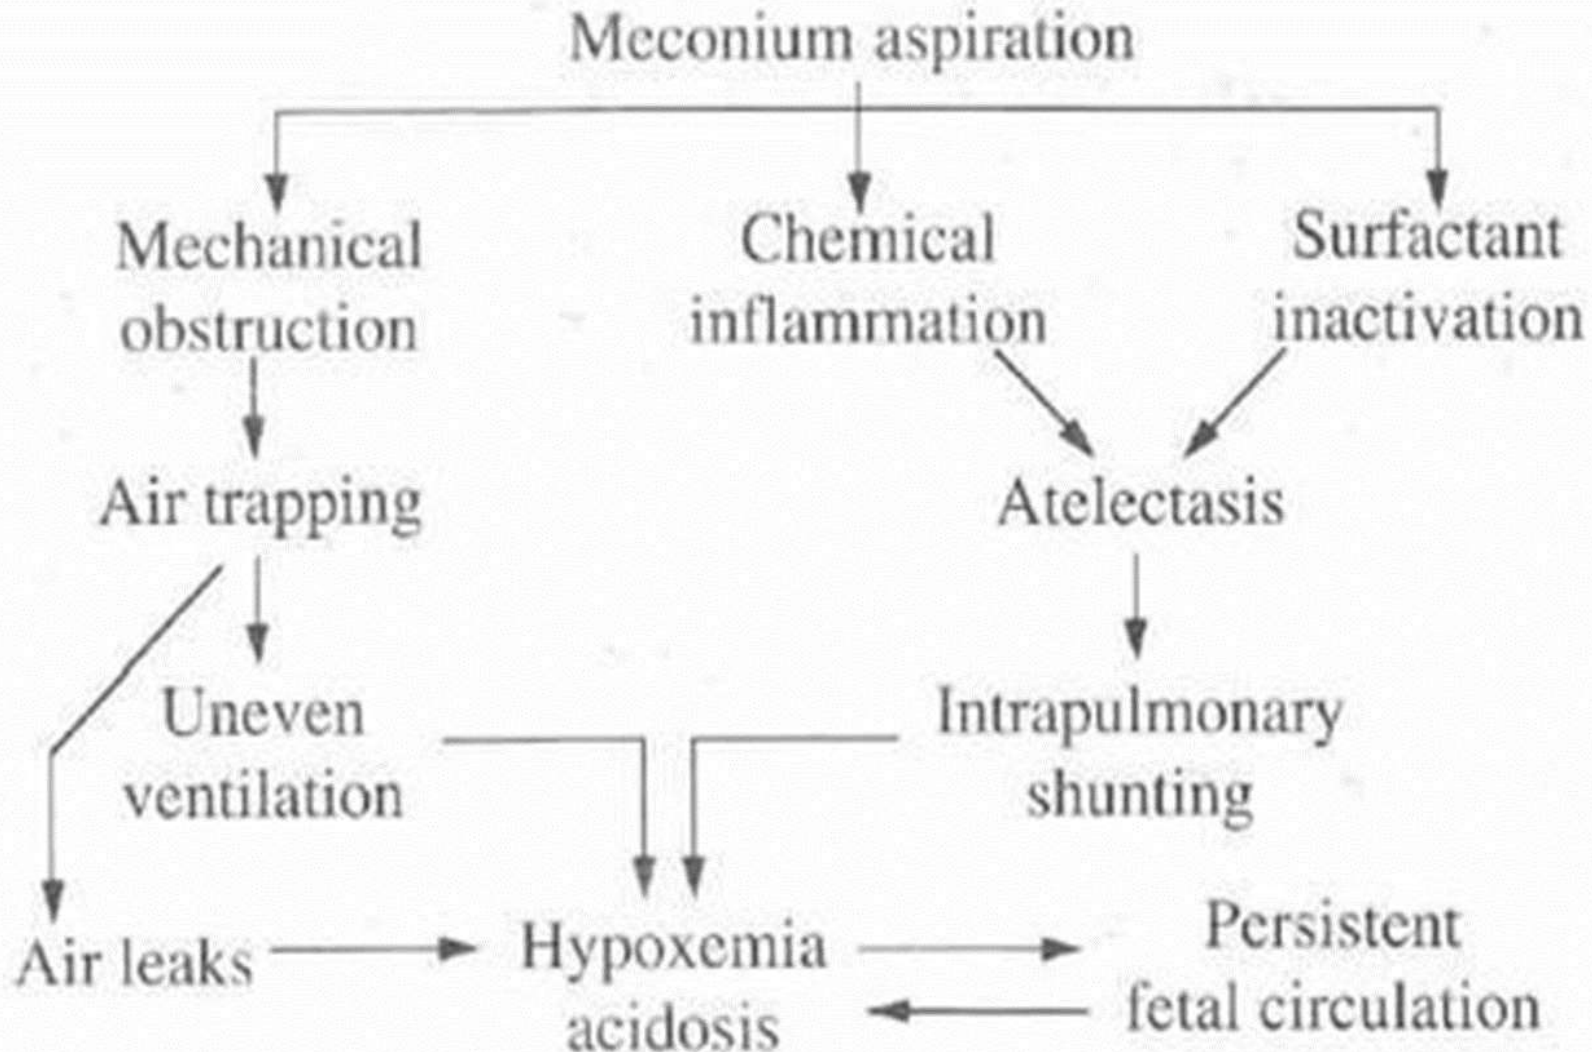 Meconium aspiration
Mechanical
obstruction
Chemical
inflammation
Surfactant
inactivation
Air trapping
Atelectasis
Uneven
ventilation
Intrapulmonary
shunting
Air leaks
Hypoxemia
acidosis
Persistent
fetal circulation